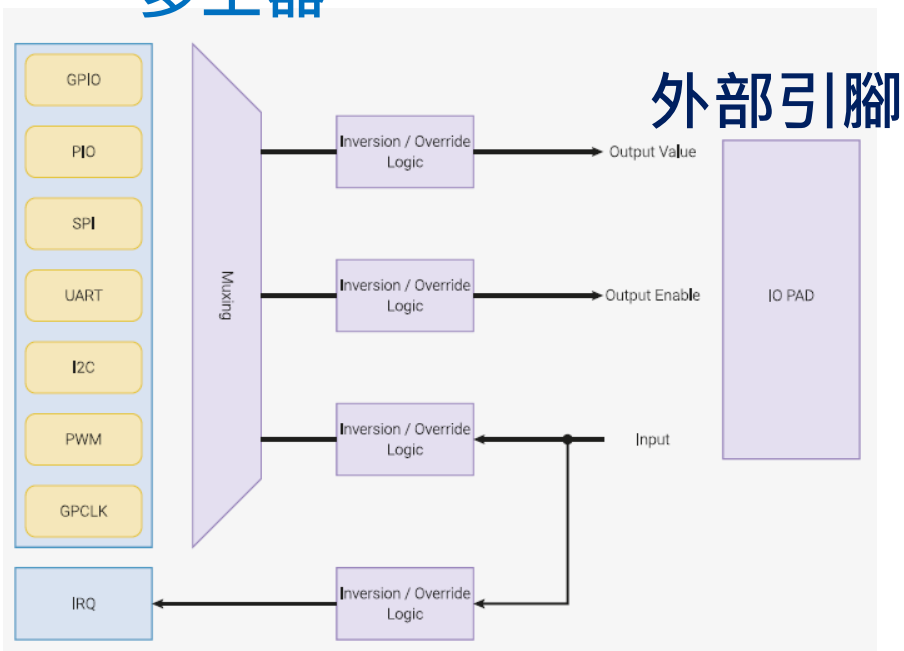 外部引腳
GPIO
PIO
SPI
UART
I2C
PWM
GPCLK
IRQ
Muxing
Inversion / Override
Logic
Output Value
Inversion / Override
Logic
Output Enable
Inversion / Override
Logic
Input
Inversion / Override
Logic
IO PAD